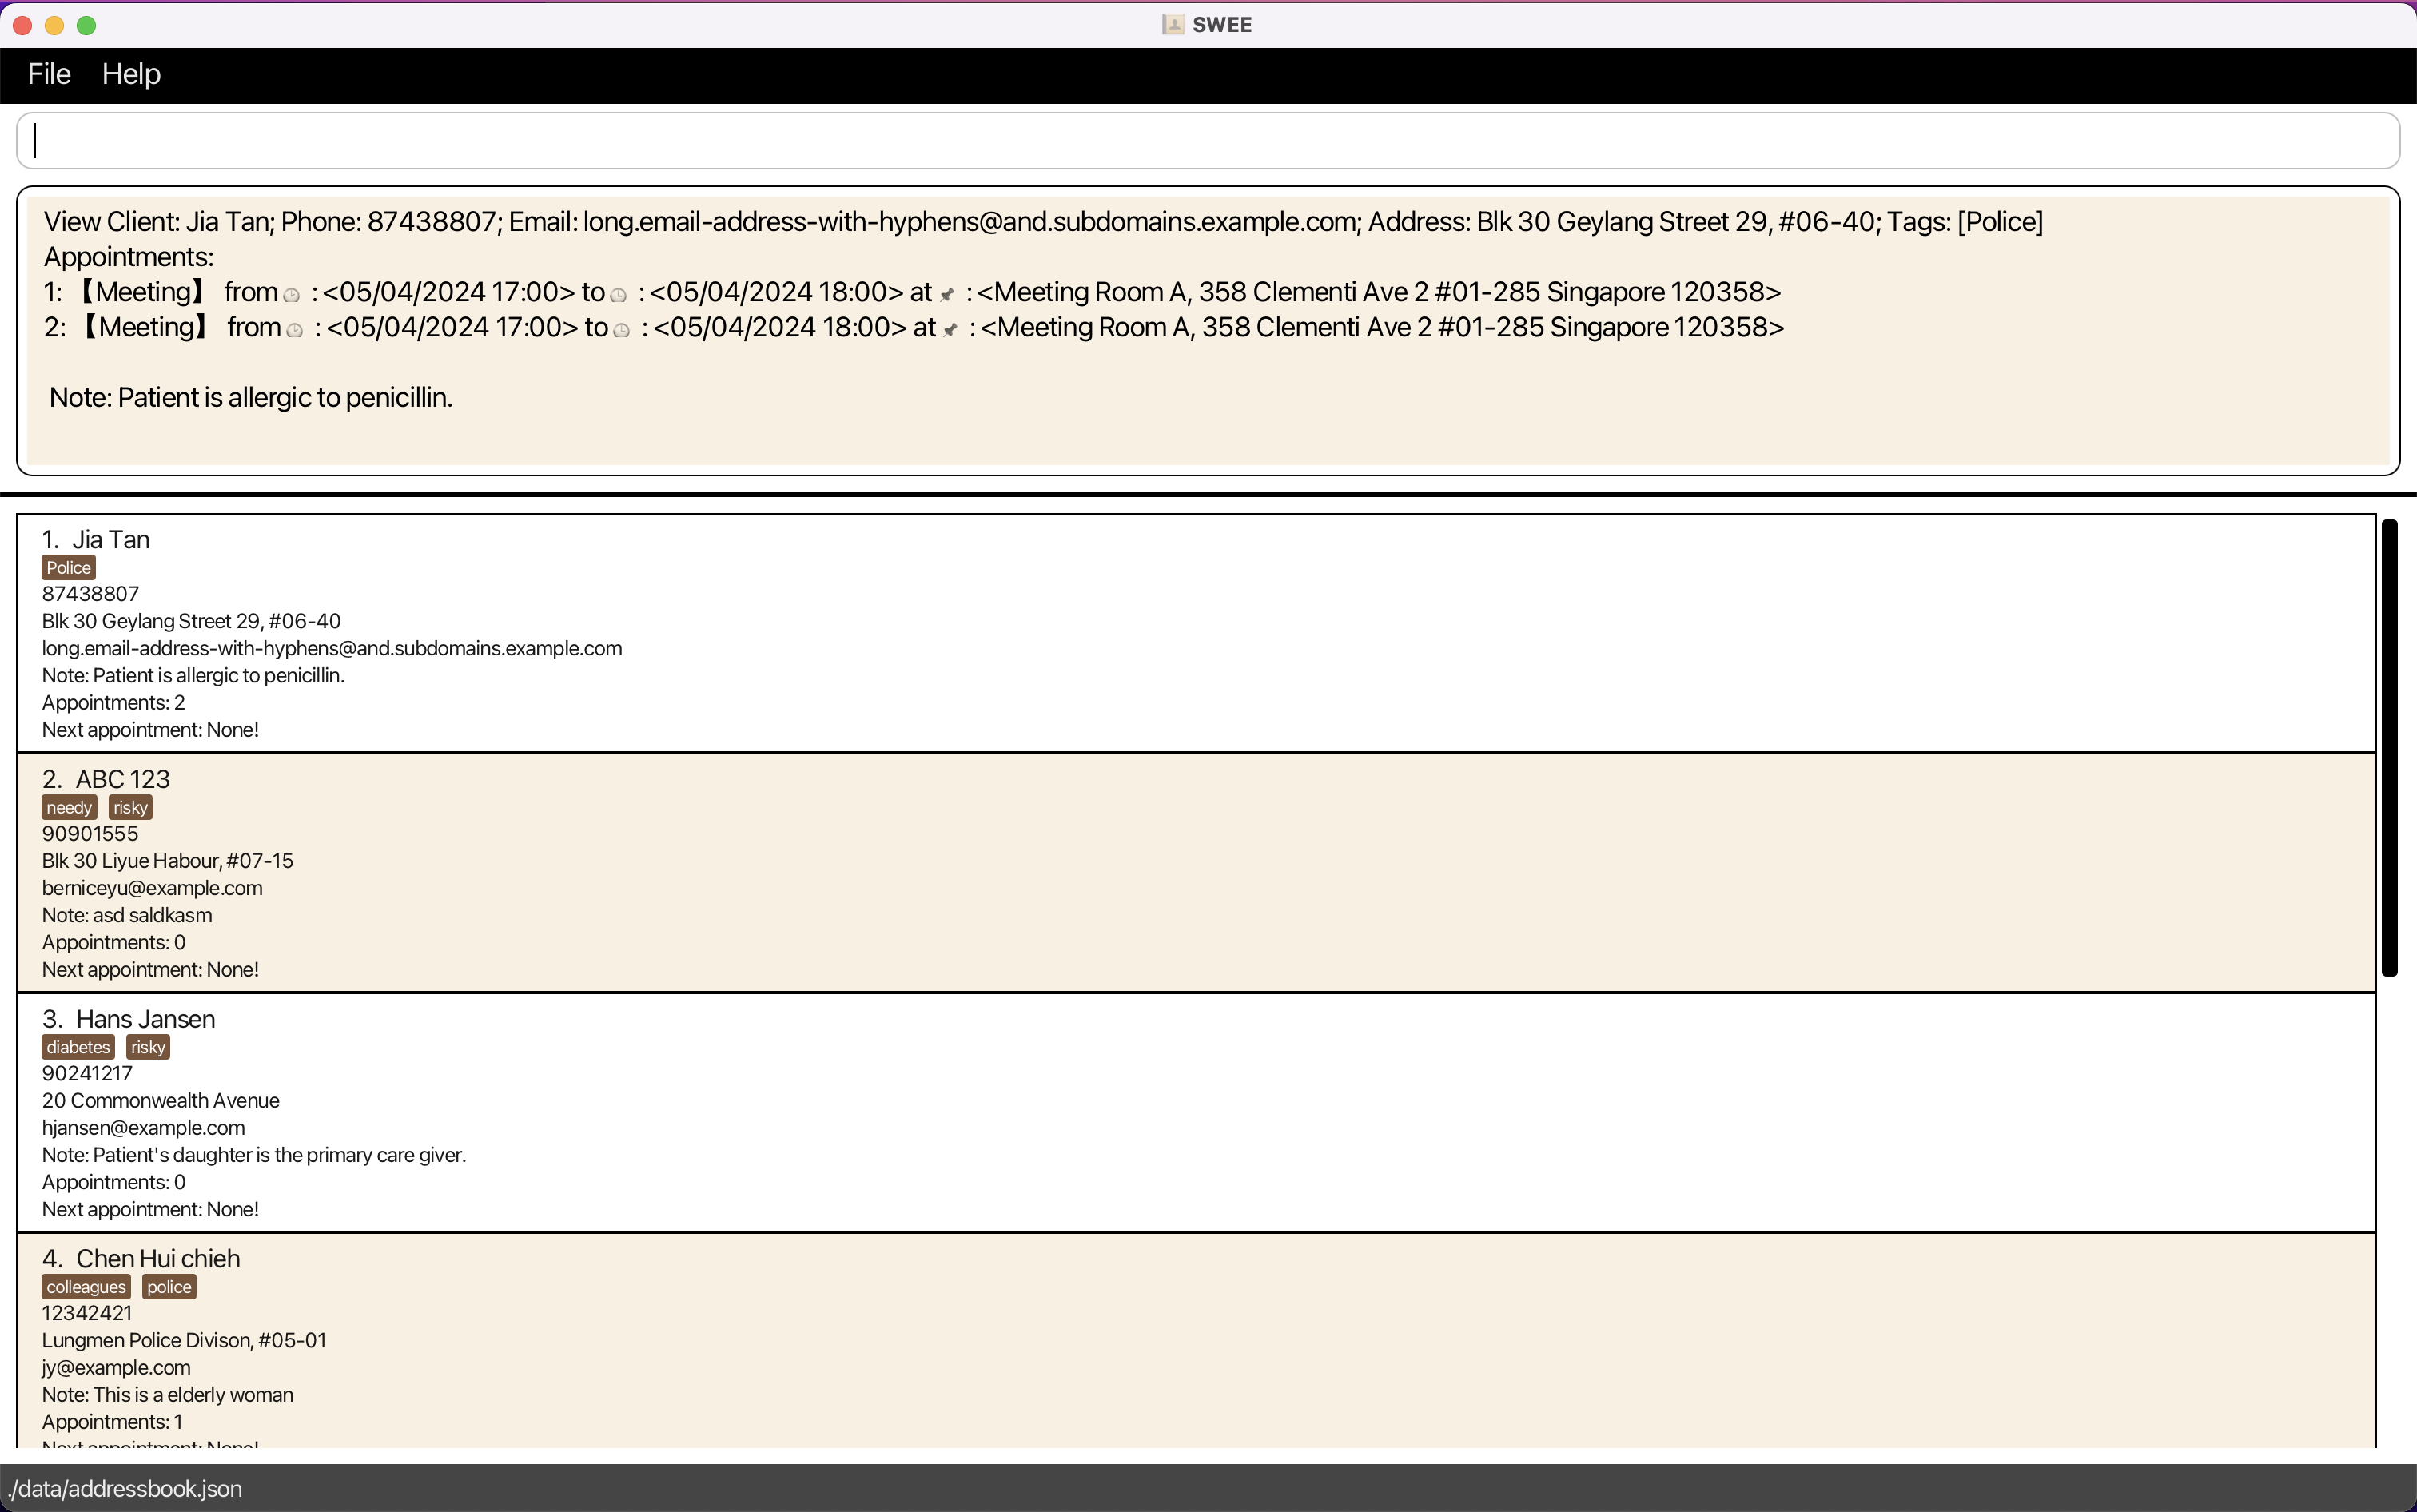 SWEE
File Help
View Client: Jia Tan; Phone: 87438807; Email: long.email-address-with-hyphens@and.subdomains.example.com; Address: Blk 30 Geylang Street 29, #06-40; Tags: [Police]
Appointments:
1: 【Meeting】 from🕒 : <05/04/2024 17:00> to🕒 : <05/04/2024 18:00> at📌 : <Meeting Room A, 358 Clementi Ave 2 #01-285 Singapore 120358>
2: 【Meeting】 from🕒 : <05/04/2024 17:00> to🕒 : <05/04/2024 18:00> at📌 : <Meeting Room A, 358 Clementi Ave 2 #01-285 Singapore 120358>
Note: Patient is allergic to penicillin.
1. Jia Tan
Police
87438807
Blk 30 Geylang Street 29, #06-40
long.email-address-with-hyphens@and.subdomains.example.com
Note: Patient is allergic to penicillin.
Appointments: 2
Next appointment: None!
2. ABC 123
needy risky
90901555
Blk 30 Liyue Habour, #07-15
berniceyu@example.com
Note: asd saldkasm
Appointments: 0
Next appointment: None!
3. Hans Jansen
diabetes risky
90241217
20 Commonwealth Avenue
hjansen@example.com
Note: Patient's daughter is the primary care giver.
Appointments: 0
Next appointment: None!
4. Chen Hui chieh
colleagues police
12342421
Lungmen Police Divison, #05-01
jy@example.com
Note: This is a elderly woman
Appointments: 1
Next appointment: None!
./data/addressbook.json